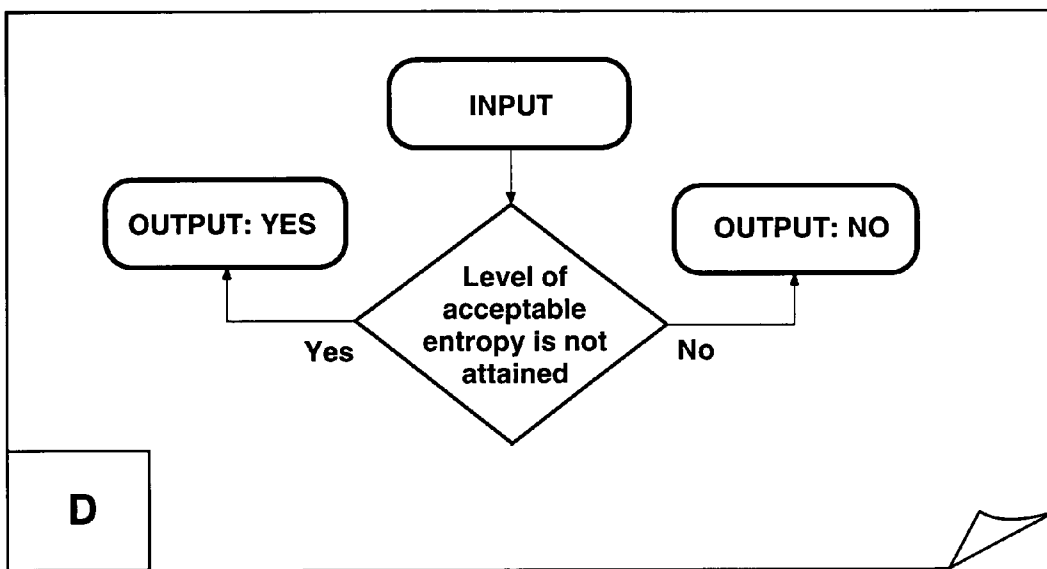 INPUT
OUTPUT: YES
OUTPUT: NO
Level of
acceptable
entropy is not
attained
Yes
No
D